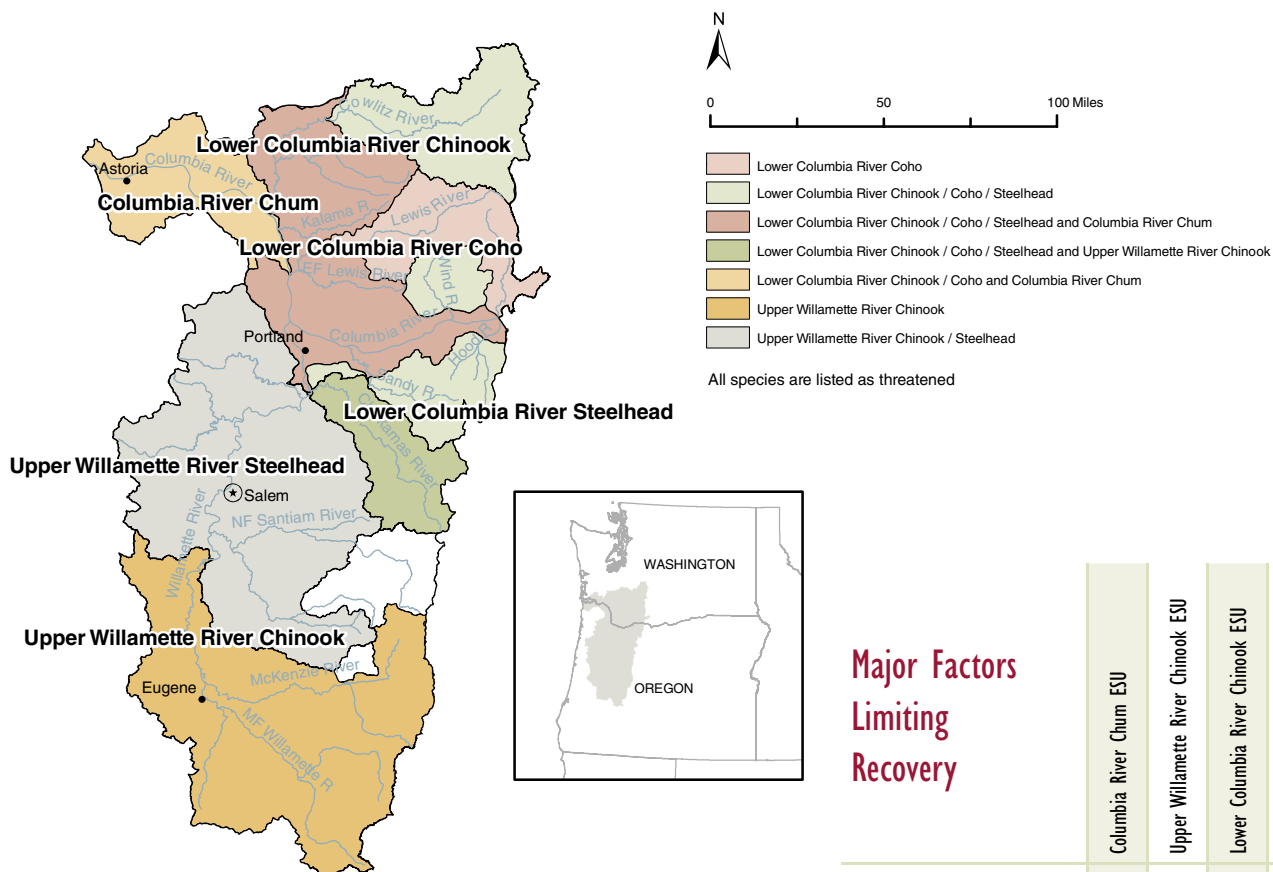 N
0 50 100 Miles
Lower Columbia River Coho
Lower Columbia River Chinook / Coho / Steelhead
Lower Columbia River Chinook / Coho / Steelhead and Columbia River Chum
Lower Columbia River Chinook / Coho / Steelhead and Upper Willamette River Chinook
Lower Columbia River Chinook / Coho and Columbia River Chum
Upper Willamette River Chinook
Upper Willamette River Chinook / Steelhead
All species are listed as threatened
Cowlitz River
Lower Columbia River Chinook
Columbia River
Astoria
Columbia River Chum
Kalama R
Lewis River
Lower Columbia River Coho
EF Lewis River
Wind R
Columbia River
Hood R
Portland
Sandy R
Lower Columbia River Steelhead
Clackamas River
Upper Willamette River Steelhead
Salem
NF Santiam River
Willamette River
Upper Willamette River Chinook
McKenzie River
Eugene
MF Willamette R
WASHINGTON
OREGON
Major Factors
Limiting
Recovery
Columbia River Chum ESU
Upper Willamette River Chinook ESU
Lower Columbia River Chinook ESU